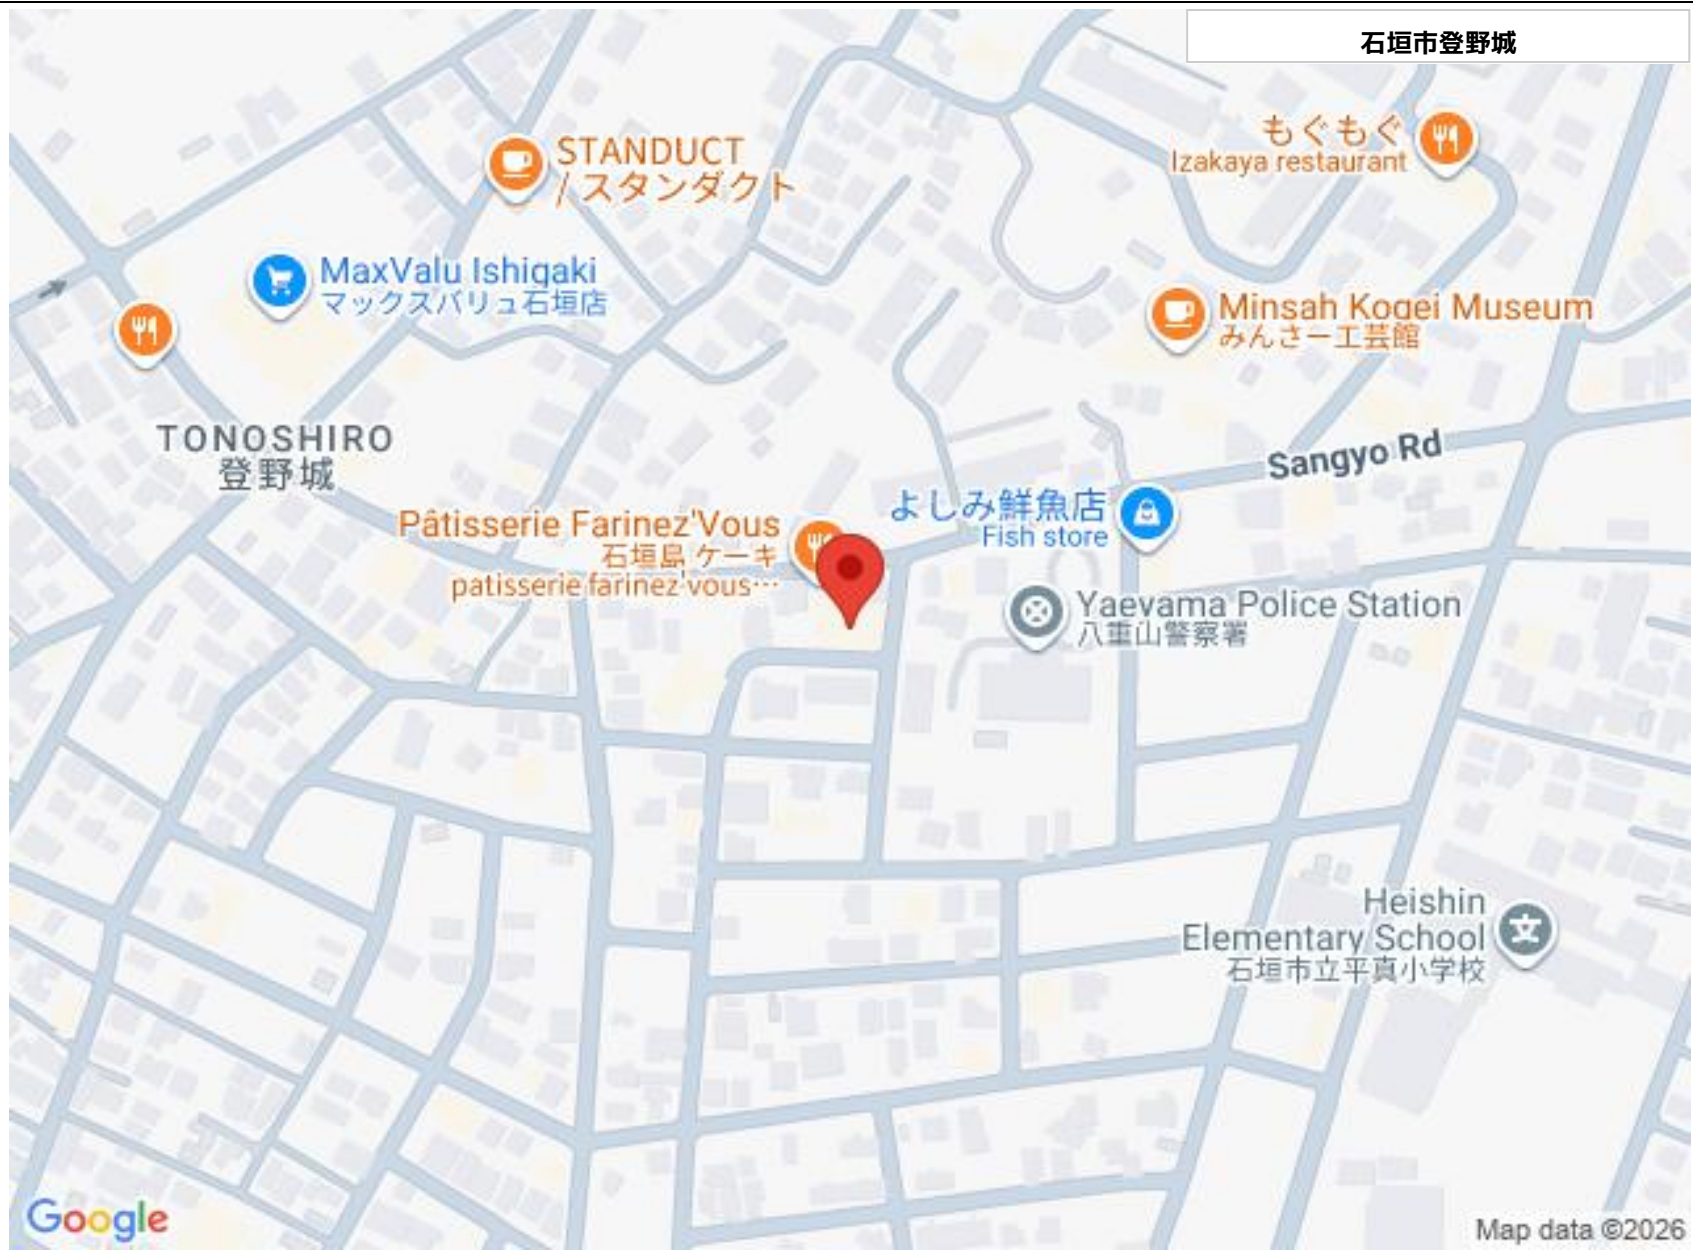 石垣市登野城
STANDUCT
/ スタンダクト
もぐもぐ
Izakaya restaurant
MaxValu Ishigaki
マックスバリュ石垣店
Minsah Kogei Museum
みんさー工芸館
TONOSHIRO
登野城
Sangyo Rd
Pâtisserie Farinez'Vous
石垣島 ケーキ
patisserie farinez'vous…
よしみ鮮魚店
Fish store
Yaeyama Police Station
八重山警察署
Heishin
Elementary School
石垣市立平真小学校
Google
Map data ©2026